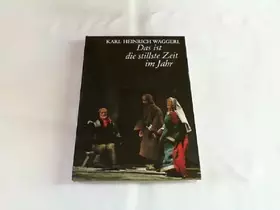 KARL HEINRICH WAGGERL
Das ist
die stillste Zeit
im Jahr